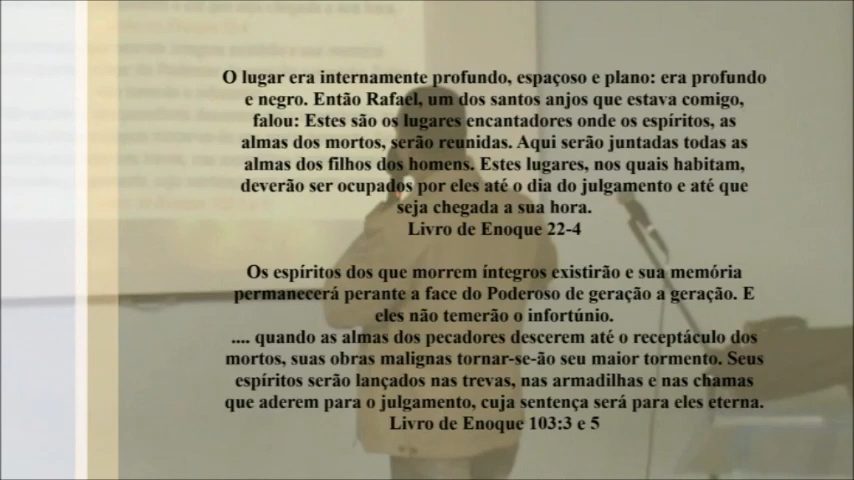 O lugar era internamente profundo, espaçoso e plano: era profundo
e negro. Então Rafael, um dos santos anjos que estava comigo,
falou: Estes são os lugares encantadores onde os espíritos, as
almas dos mortos, serão reunidas. Aqui serão juntadas todas as
almas dos filhos dos homens. Estes lugares, nos quais habitam,
deverão ser ocupados por eles até o dia do julgamento e até que
seja chegada a sua hora.
Livro de Enoque 22-4
Os espíritos dos que morrem íntegros existirão e sua memória
permanecerá perante a face do Poderoso de geração a geração. E
eles não temerão o infortúnio.
.... quando as almas dos pecadores descerem até o receptáculo dos
mortos, suas obras malignas tornar-se-ão seu maior tormento. Seus
espíritos serão lançados nas trevas, nas armadilhas e nas chamas
que aderem para o julgamento, cuja sentença será para eles eterna.
Livro de Enoque 103:3 e 5